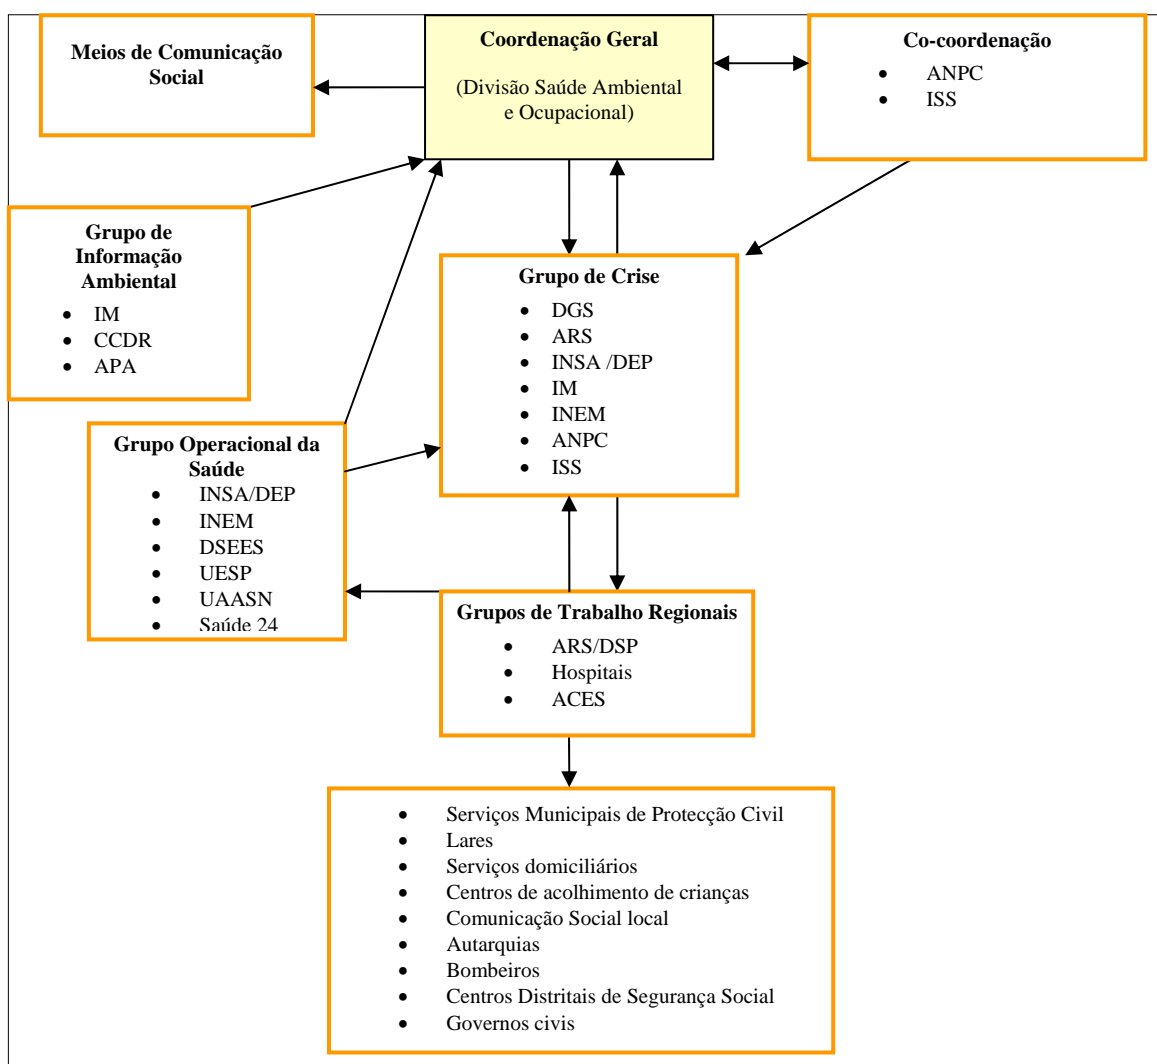 Meios de Comunicação
Social
Coordenação Geral
(Divisão Saúde Ambiental
e Ocupacional)
Co-coordenação
• ANPC
• ISS
Grupo de
Informação
Ambiental
• IM
• CCDR
• APA
Grupo de Crise
• DGS
• ARS
• INSA /DEP
• IM
• INEM
• ANPC
• ISS
Grupo Operacional da
Saúde
• INSA/DEP
• INEM
• DSEES
• UESP
• UAASN
• Saúde 24
Grupos de Trabalho Regionais
• ARS/DSP
• Hospitais
• ACES
• Serviços Municipais de Protecção Civil
• Lares
• Serviços domiciliários
• Centros de acolhimento de crianças
• Comunicação Social local
• Autarquias
• Bombeiros
• Centros Distritais de Segurança Social
• Governos civis